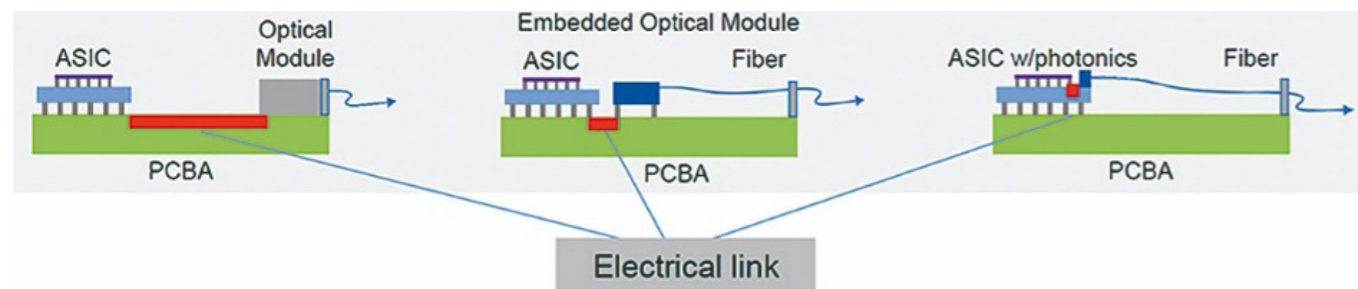 Optical
Module
ASIC
PCBA
Embedded Optical Module
ASIC
Fiber
PCBA
ASIC w/photonics
Fiber
PCBA
Electrical link